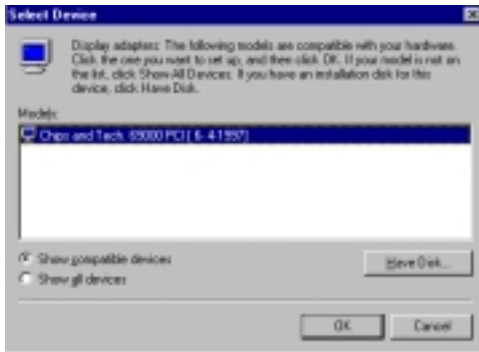 Select Device
Display adapters: The following models are compatible with your hardware.
Click the one you want to set up, and then click OK. If your model is not on
the list, click Show All Devices. If you have an installation disk for this
device, click Have Disk.
Models:
Chips and Tech. 69000 PCI [ 6- 4-1997]
Show compatible devices
Show all devices
Have Disk...
OK
Cancel